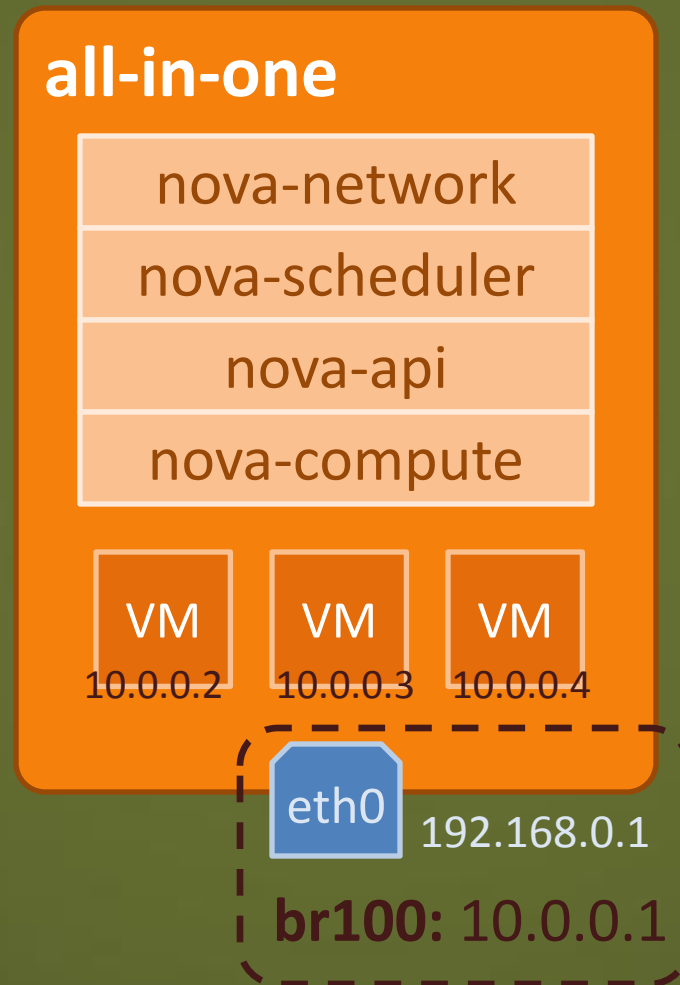 all-in-one
nova-network
nova-scheduler
nova-api
nova-compute
VM VM VM
10.0.0.2 10.0.0.3 10.0.0.4
eth0 192.168.0.1
br100: 10.0.0.1